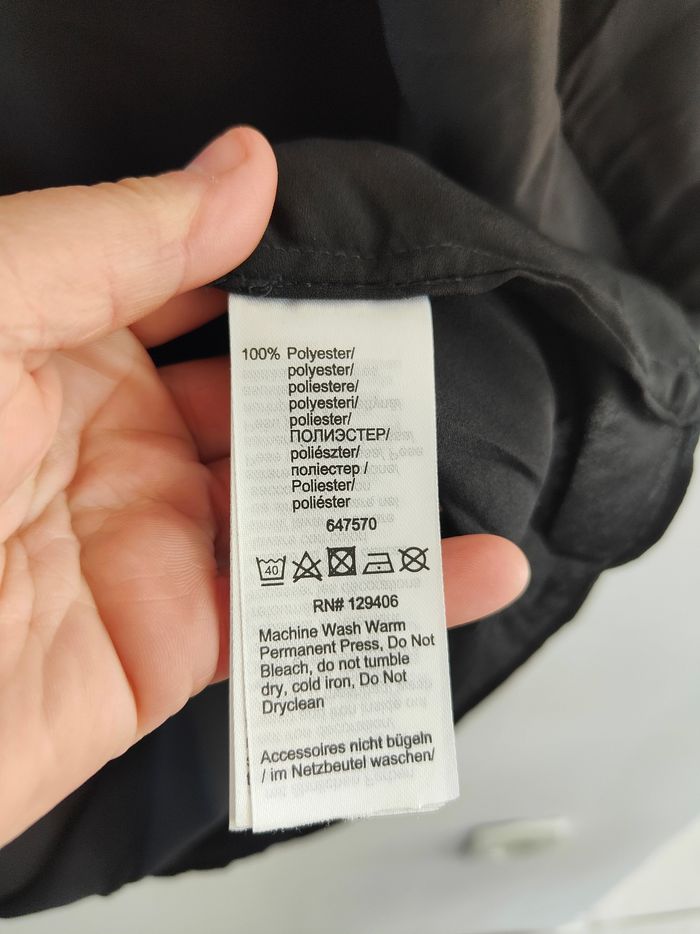 100% Polyester/
polyester/
poliestere/
polyesteri/
poliester/
ПОЛИЭСТЕР/
poliészter/
поліестер /
Poliester/
poliéster
647570
40
RN# 129406
Machine Wash Warm
Permanent Press, Do Not
Bleach, do not tumble
dry, cold iron, Do Not
Dryclean
Accessoires nicht bügeln
/ im Netzbeutel waschen/